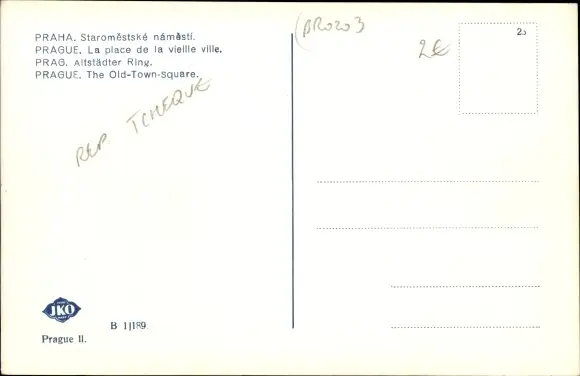 PRAHA. Staroměstské náměstí.
PRAGUE. La place de la vieille ville.
PRAG. Altstädter Ring.
PRAGUE. The Old-Town-square.
REP TCHEQUE
(BR0203
2€
20
JKO
B 1/189.
Prague II.